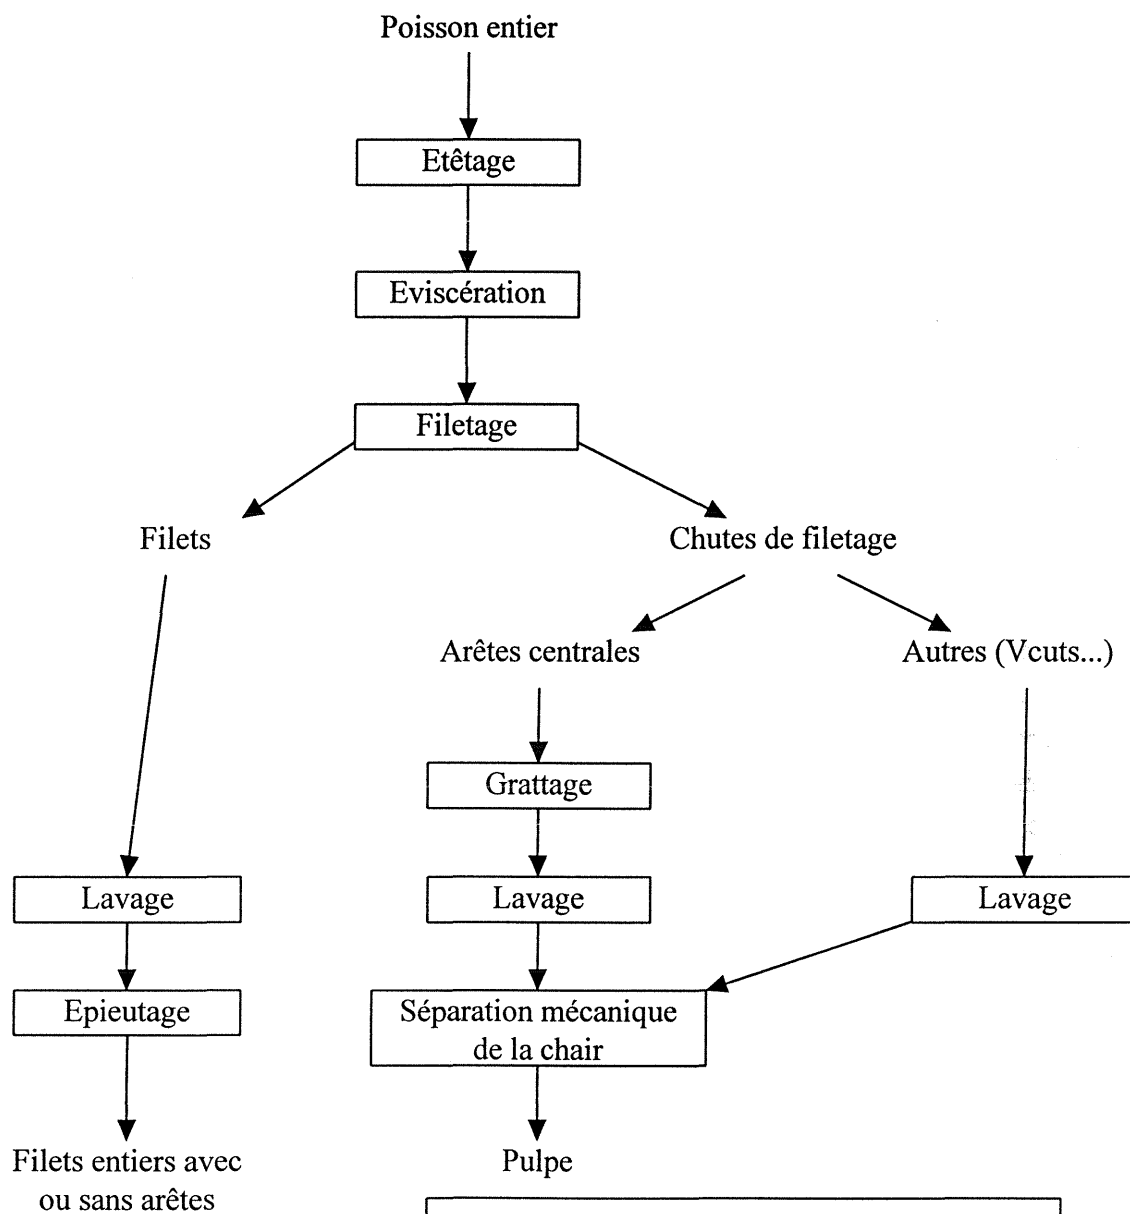 Poisson entier
Etêtage
Eviscération
Filetage
Filets
Chutes de filetage
Arêtes centrales
Autres (Vcuts...)
Grattage
Lavage
Lavage
Lavage
Epieutage
Séparation mécanique
de la chair
Filets entiers avec
ou sans arêtes
Pulpe